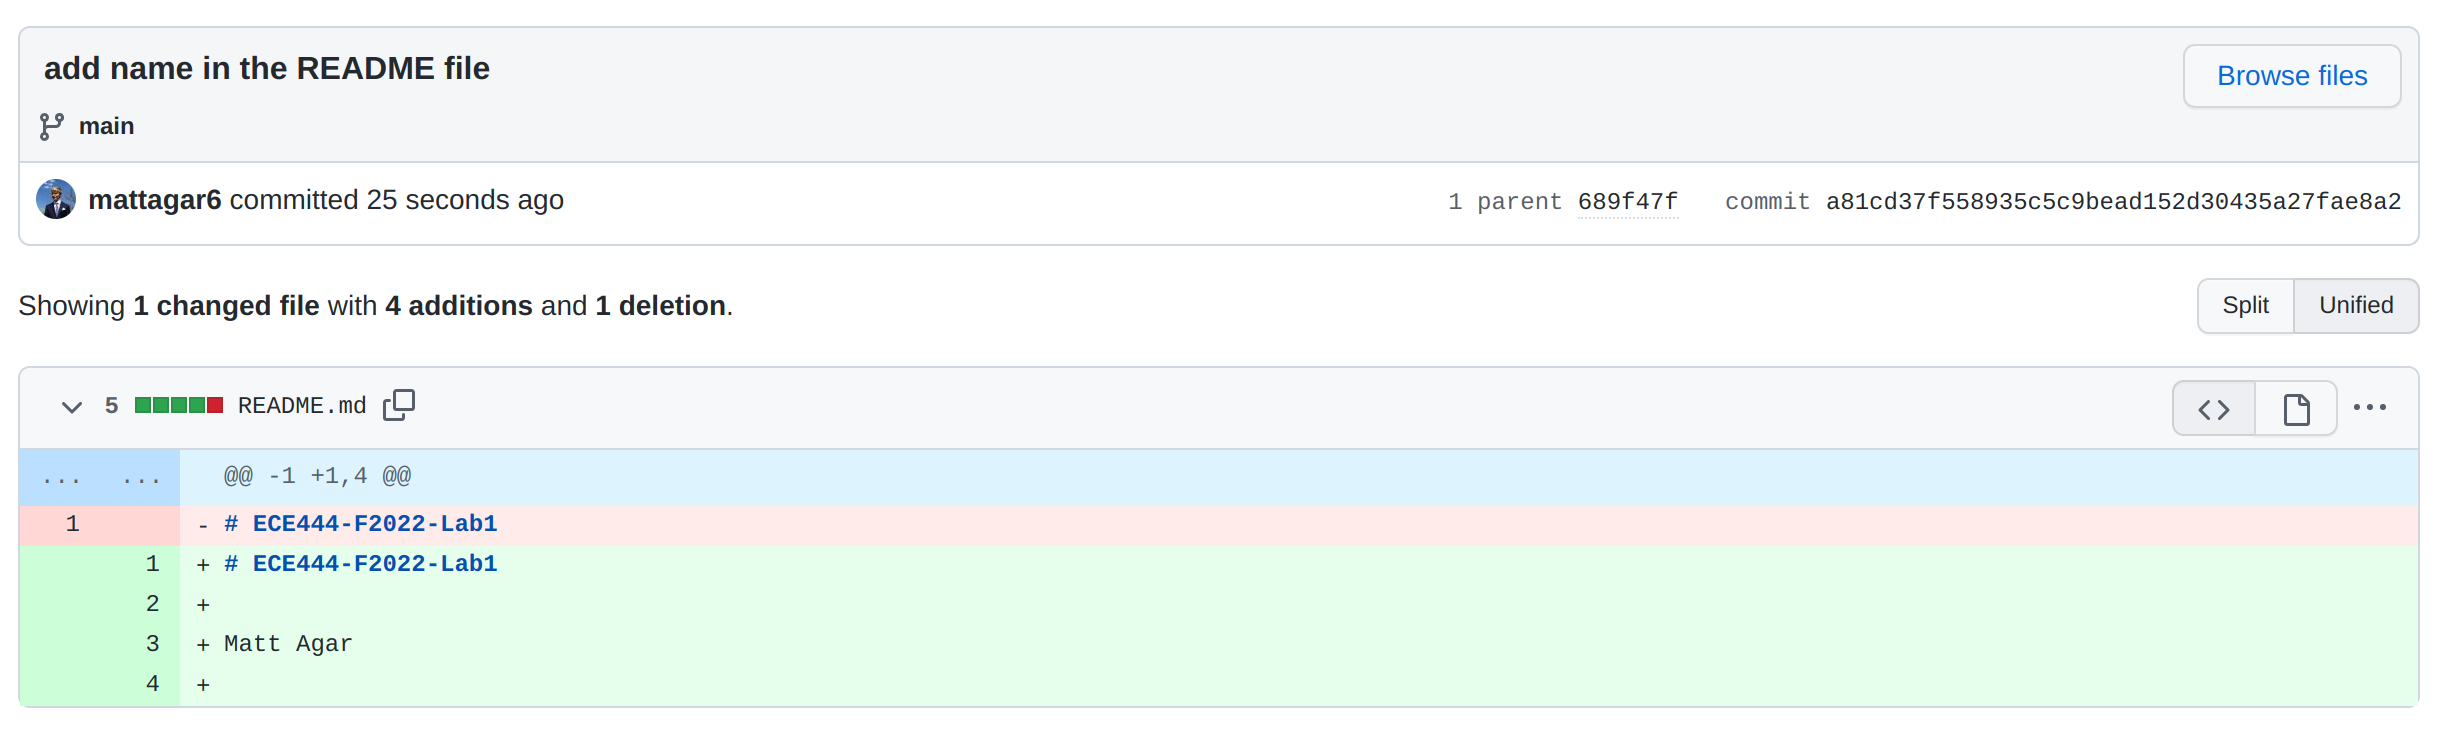 add name in the README file
Browse files
main
mattagar6 committed 25 seconds ago
1 parent 689f47f commit a81cd37f558935c5c9bead152d30435a27fae8a2
Showing 1 changed file with 4 additions and 1 deletion.
Split Unified
5 README.md
... ... @@ -1 +1,4 @@
1 - # ECE444-F2022-Lab1
1 + # ECE444-F2022-Lab1
2 +
3 + Matt Agar
4 +